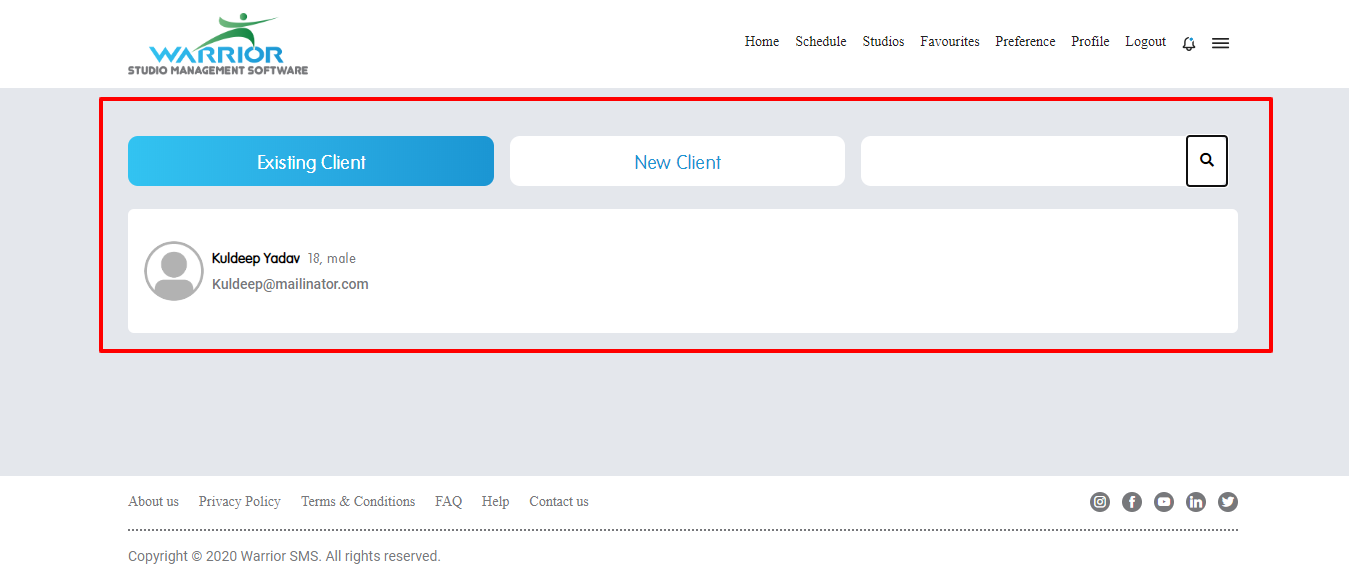 WARRIOR
STUDIO MANAGEMENT SOFTWARE
Home Schedule Studios Favourites Preference Profile Logout
Existing Client New Client
Kuldeep Yadav 18, male
Kuldeep@mailinator.com
About us Privacy Policy Terms & Conditions FAQ Help Contact us
Copyright © 2020 Warrior SMS. All rights reserved.